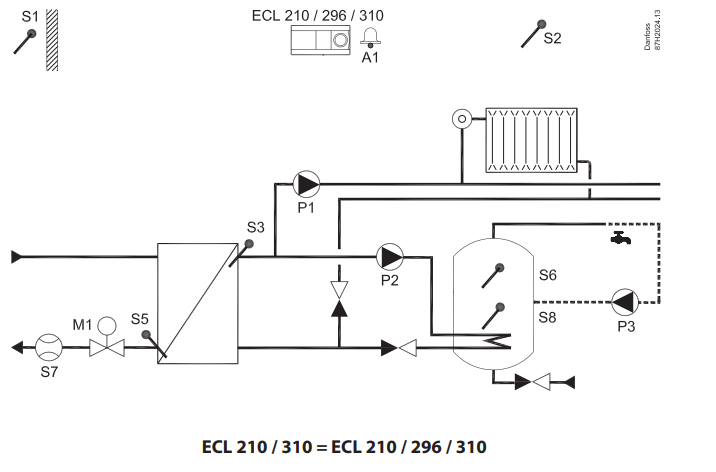 S1
ECL 210 / 296 / 310
A1
S2
Danfoss
87H2024.13
P1
S3
P2
S6
S8
P3
M1
S5
S7
ECL 210 / 310 = ECL 210 / 296 / 310